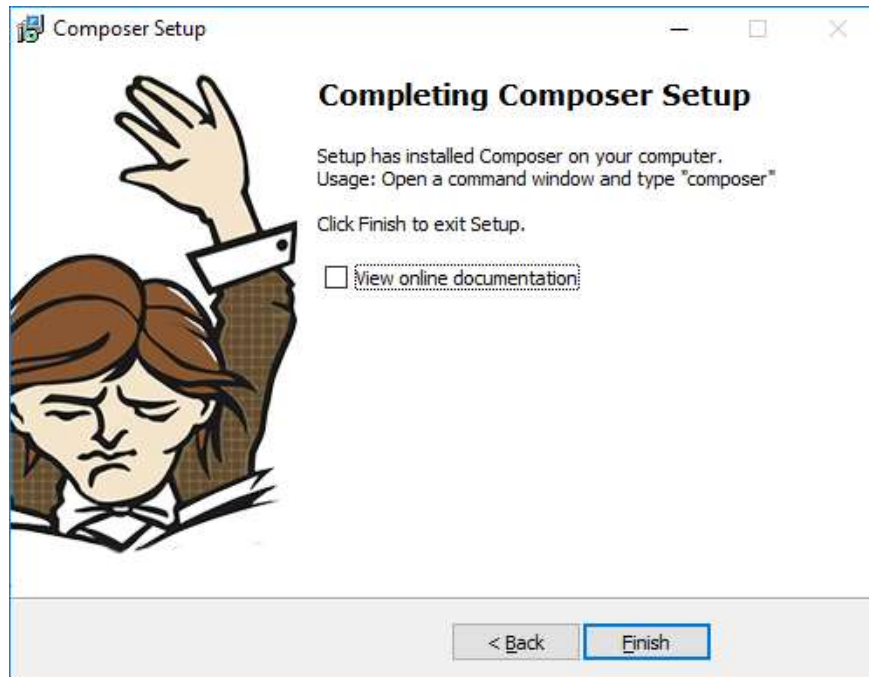 Composer Setup
Completing Composer Setup
Setup has installed Composer on your computer.
Usage: Open a command window and type "composer"
Click Finish to exit Setup.
View online documentation
< Back
Finish